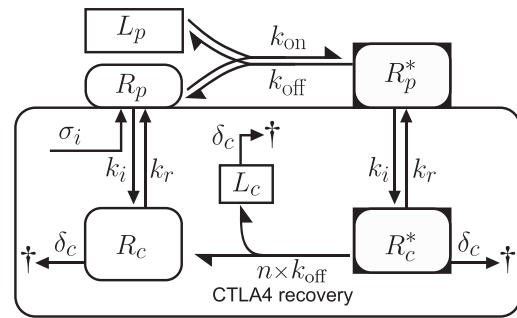 L_p
k_on
R_p
k_off
R_p^*
σ_i
δ_c †
k_i k_r
L_c
k_i k_r
† δ_c
R_c
R_c^*
δ_c †
n×k_off
CTLA4 recovery